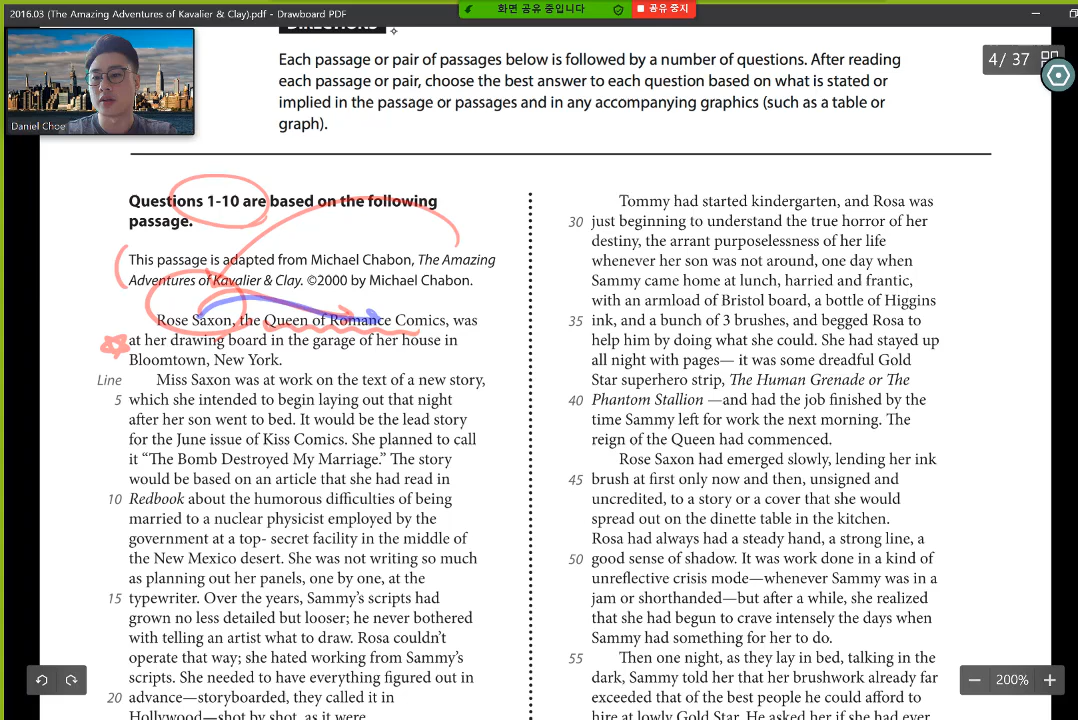 2016.03 (The Amazing Adventures of Kavalier & Clay).pdf - Drawboard PDF
화면 공유 중입니다
공유 중지
4 / 37
Daniel Choe
Each passage or pair of passages below is followed by a number of questions. After reading
each passage or pair, choose the best answer to each question based on what is stated or
implied in the passage or passages and in any accompanying graphics (such as a table or
graph).
Questions 1-10 are based on the following
passage.
This passage is adapted from Michael Chabon, The Amazing
Adventures of Kavalier & Clay. ©2000 by Michael Chabon.
Rose Saxon, the Queen of Romance Comics, was
at her drawing board in the garage of her house in
Bloomtown, New York.
Line Miss Saxon was at work on the text of a new story,
5 which she intended to begin laying out that night
after her son went to bed. It would be the lead story
for the June issue of Kiss Comics. She planned to call
it “The Bomb Destroyed My Marriage.” The story
would be based on an article that she had read in
10 Redbook about the humorous difficulties of being
married to a nuclear physicist employed by the
government at a top- secret facility in the middle of
the New Mexico desert. She was not writing so much
as planning out her panels, one by one, at the
15 typewriter. Over the years, Sammy’s scripts had
grown no less detailed but looser; he never bothered
with telling an artist what to draw. Rosa couldn’t
operate that way; she hated working from Sammy’s
scripts. She needed to have everything figured out in
20 advance—storyboarded, they called it in
Hollywood—shot by shot, as it were.
Tommy had started kindergarten, and Rosa was
30 just beginning to understand the true horror of her
destiny, the arrant purposelessness of her life
whenever her son was not around, one day when
Sammy came home at lunch, harried and frantic,
with an armload of Bristol board, a bottle of Higgins
35 ink, and a bunch of 3 brushes, and begged Rosa to
help him by doing what she could. She had stayed up
all night with pages— it was some dreadful Gold
Star superhero strip, The Human Grenade or The
40 Phantom Stallion —and had the job finished by the
time Sammy left for work the next morning. The
reign of the Queen had commenced.
Rose Saxon had emerged slowly, lending her ink
45 brush at first only now and then, unsigned and
uncredited, to a story or a cover that she would
spread out on the dinette table in the kitchen.
Rosa had always had a steady hand, a strong line, a
50 good sense of shadow. It was work done in a kind of
unreflective crisis mode—whenever Sammy was in a
jam or shorthanded—but after a while, she realized
that she had begun to crave intensely the days when
Sammy had something for her to do.
55 Then one night, as they lay in bed, talking in the
dark, Sammy told her that her brushwork already far
exceeded that of the best people he could afford to
hire at lowly Gold Star. He asked her if she had ever
200%